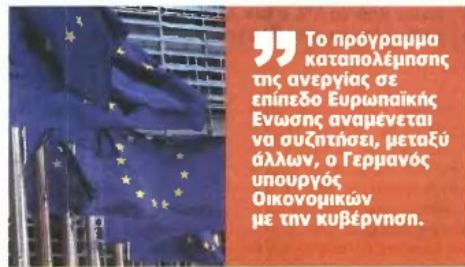 Το πρόγραμμα
καταπολέμησης
της ανεργίας σε
επίπεδο Ευρωπαϊκής
Ενωσης αναμένεται
να συζητήσει, μεταξύ
άλλων, ο Γερμανός
υπουργός
Οικονομικών
με την κυβέρνηση.